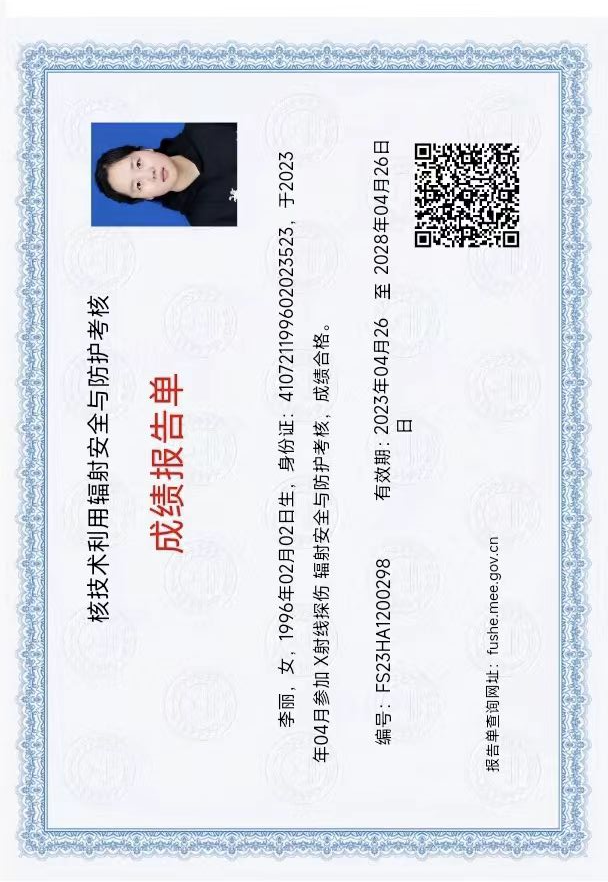 核技术利用辐射安全与防护考核
成绩报告单
李丽，女，1996年02月02日生，身份证：410721199602023523，于2023
年04月参加 X射线探伤 辐射安全与防护考核，成绩合格。
编号：FS23HA1200298 有效期：2023年04月26 至 2028年04月26日
日
报告单查询网址：fushe.mee.gov.cn